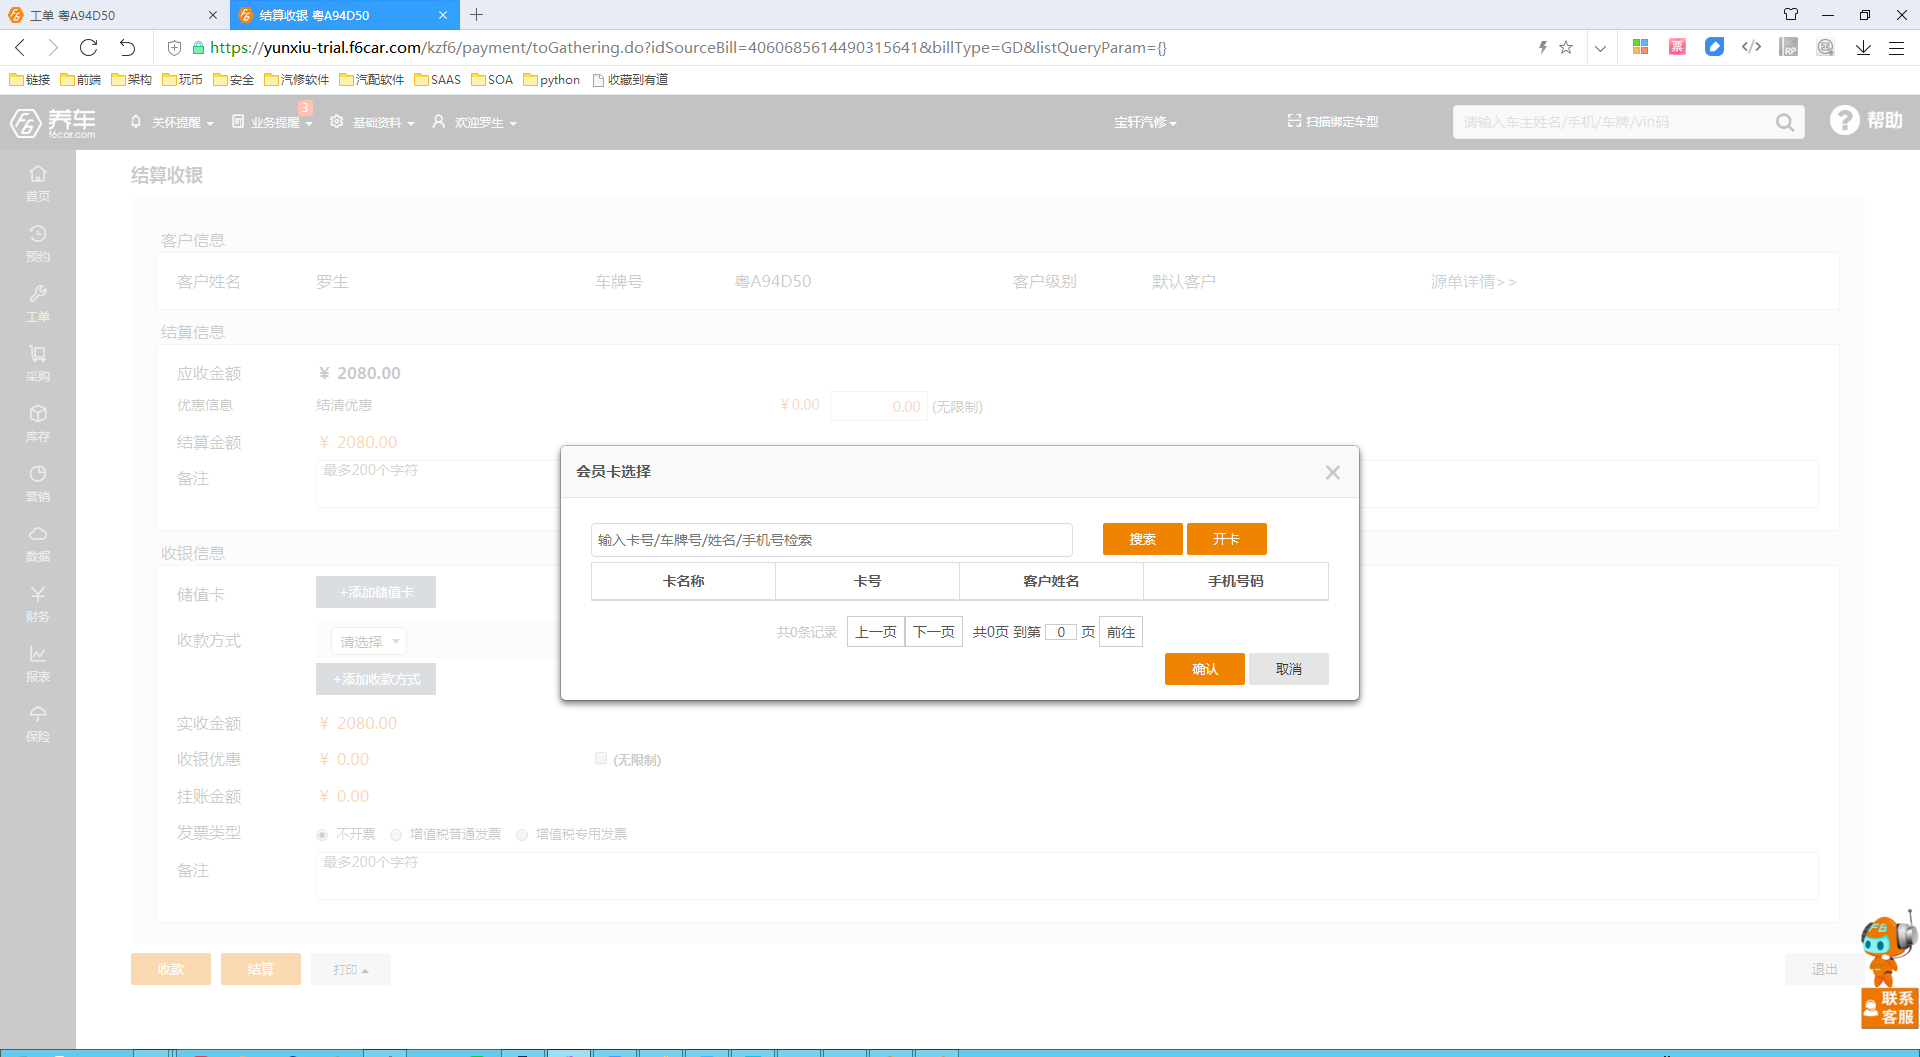 工单 粤A94D50
结算收银 粤A94D50
https://yunxiu-trial.f6car.com/kzf6/payment/toGathering.do?idSourceBill=4060685614490315641&billType=GD&listQueryParam={}
票
RP
链接 前端 架构 玩币 安全 汽修软件 汽配软件 SAAS SOA python 收藏到有道
F6 养车 f6car.com
关怀提醒 业务提醒 3 基础资料 欢迎罗生 宝轩汽修 扫描绑定车型 请输入车主姓名/手机/车牌/vin码 ? 帮助
首页
预约
工单
采购
库存
营销
数据
财务
报表
保险
结算收银
客户信息
客户姓名 罗生 车牌号 粤A94D50 客户级别 默认客户 源单详情>>
结算信息
应收金额 ¥ 2080.00
优惠信息 结清优惠 ¥0.00 0.00 (无限制)
结算金额 ¥ 2080.00
备注 最多200个字符
收银信息
储值卡 +添加储值卡
收款方式 请选择
+添加收款方式
实收金额 ¥ 2080.00
收银优惠 ¥ 0.00 (无限制)
挂账金额 ¥ 0.00
发票类型 不开票 增值税普通发票 增值税专用发票
备注 最多200个字符
收款 结算 打印 退出
会员卡选择
输入卡号/车牌号/姓名/手机号检索 搜索 开卡
卡名称 卡号 客户姓名 手机号码
共0条记录 上一页 下一页 共0页 到第 0 页 前往
确认 取消
F6
联系
客服